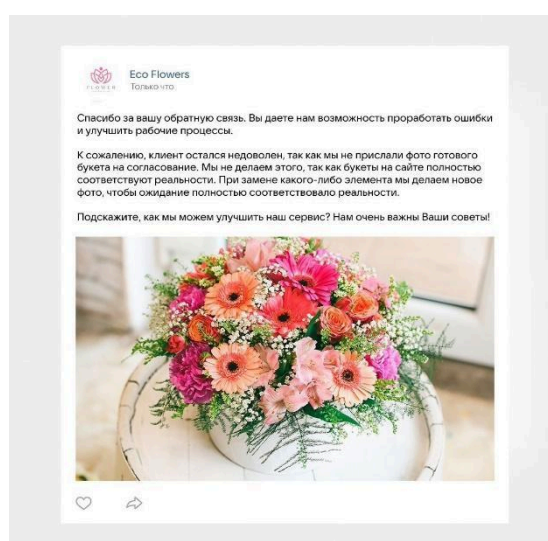 Eco Flowers
FLOWER
Только что
Спасибо за вашу обратную связь. Вы даете нам возможность проработать ошибки
и улучшить рабочие процессы.
К сожалению, клиент остался недоволен, так как мы не прислали фото готового
букета на согласование. Мы не делаем этого, так как букеты на сайте полностью
соответствуют реальности. При замене какого-либо элемента мы делаем новое
фото, чтобы ожидание полностью соответствовало реальности.
Подскажите, как мы можем улучшить наш сервис? Нам очень важны Ваши советы!